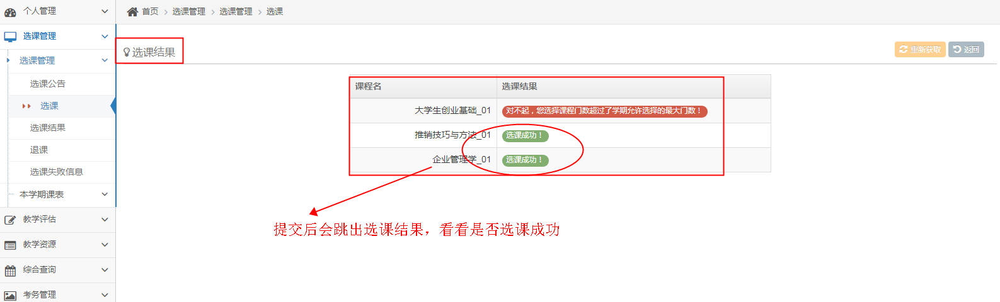 个人管理
首页 > 选课管理 > 选课管理 > 选课
选课管理
选课结果
重新获取 返回
选课管理
选课公告
选课
选课结果
退课
选课失败信息
本学期课表
教学评估
教学资源
综合查询
考务管理
课程名 选课结果
大学生创业基础_01 对不起，您选择课程门数超过了学期允许选择的最大门数！
推销技巧与方法_01 选课成功！
企业管理学_01 选课成功！
提交后会跳出选课结果，看看是否选课成功